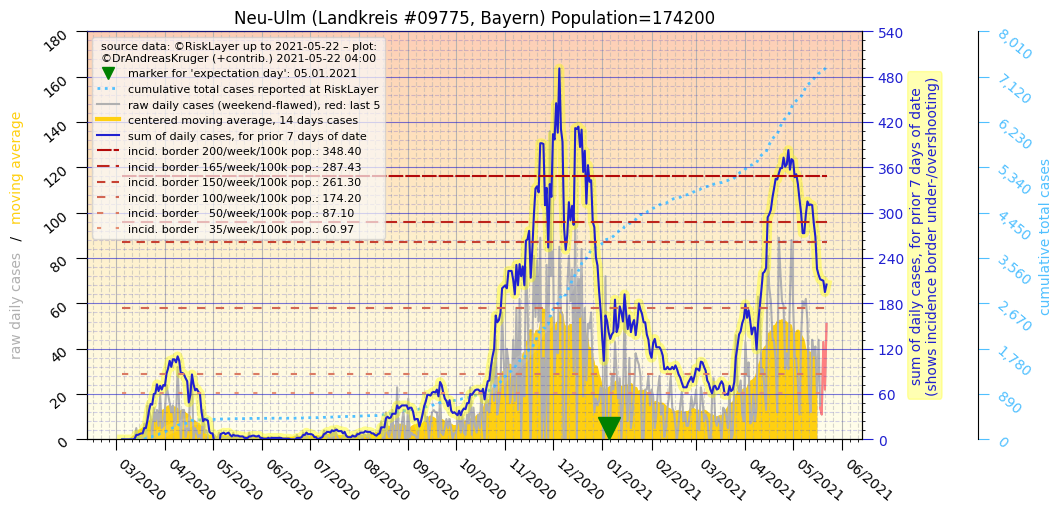 Neu-Ulm (Landkreis #09775, Bayern) Population=174200
source data: ©RiskLayer up to 2021-05-22 – plot:
©DrAndreasKruger (+contrib.) 2021-05-22 04:00
marker for 'expectation day': 05.01.2021
cumulative total cases reported at RiskLayer
raw daily cases (weekend-flawed), red: last 5
centered moving average, 14 days cases
sum of daily cases, for prior 7 days of date
incid. border 200/week/100k pop.: 348.40
incid. border 165/week/100k pop.: 287.43
incid. border 150/week/100k pop.: 261.30
incid. border 100/week/100k pop.: 174.20
incid. border   50/week/100k pop.: 87.10
incid. border   35/week/100k pop.: 60.97
raw daily cases  /  moving average
180
160
140
120
100
80
60
40
20
0
03/2020
04/2020
05/2020
06/2020
07/2020
08/2020
09/2020
10/2020
11/2020
12/2020
01/2021
02/2021
03/2021
04/2021
05/2021
06/2021
540
480
420
360
300
240
180
120
60
0
sum of daily cases, for prior 7 days of date
(shows incidence border under-/overshooting)
8,010
7,120
6,230
5,340
4,450
3,560
2,670
1,780
890
0
cumulative total cases